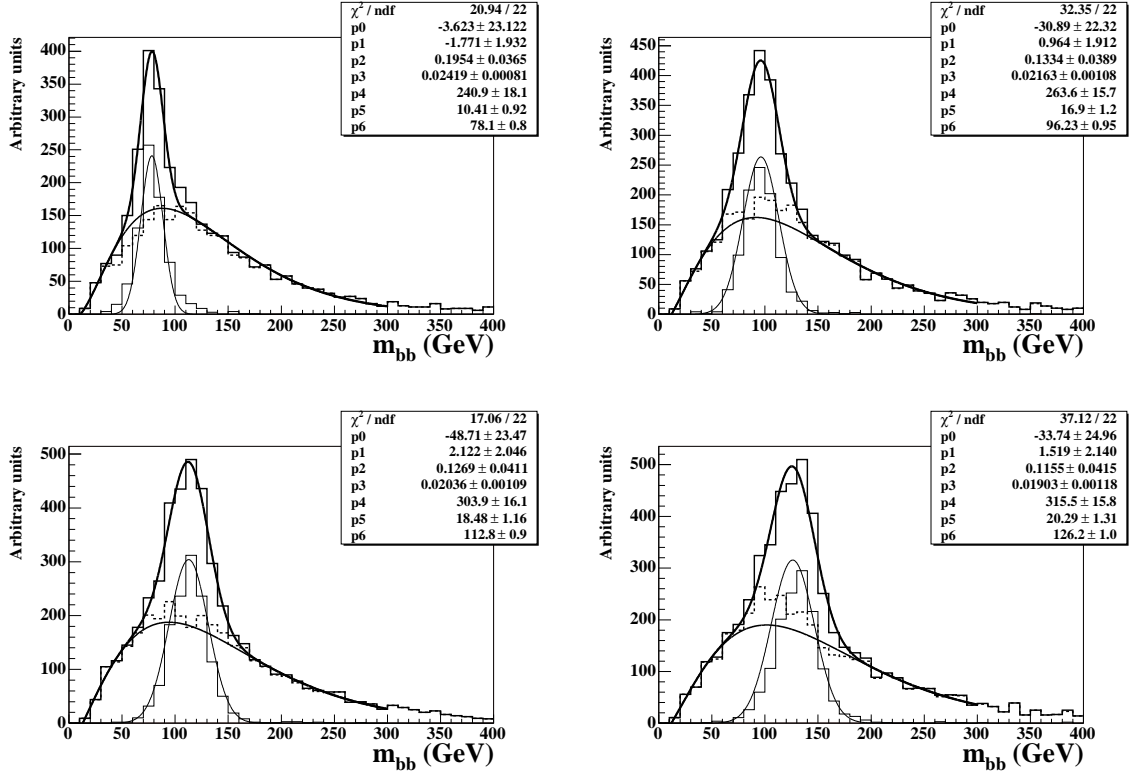 χ² / ndf 20.94 / 22
p0 -3.623 ± 23.122
p1 -1.771 ± 1.932
p2 0.1954 ± 0.0365
p3 0.02419 ± 0.00081
p4 240.9 ± 18.1
p5 10.41 ± 0.92
p6 78.1 ± 0.8
Arbitrary units
400
350
300
250
200
150
100
50
0
0 50 100 150 200 250 300 350 400
m_bb (GeV)
χ² / ndf 32.35 / 22
p0 -30.89 ± 22.32
p1 0.964 ± 1.912
p2 0.1334 ± 0.0389
p3 0.02163 ± 0.00108
p4 263.6 ± 15.7
p5 16.9 ± 1.2
p6 96.23 ± 0.95
Arbitrary units
450
400
350
300
250
200
150
100
50
0
0 50 100 150 200 250 300 350 400
m_bb (GeV)
χ² / ndf 17.06 / 22
p0 -48.71 ± 23.47
p1 2.122 ± 2.046
p2 0.1269 ± 0.0411
p3 0.02036 ± 0.00109
p4 303.9 ± 16.1
p5 18.48 ± 1.16
p6 112.8 ± 0.9
Arbitrary units
500
400
300
200
100
0
0 50 100 150 200 250 300 350 400
m_bb (GeV)
χ² / ndf 37.12 / 22
p0 -33.74 ± 24.96
p1 1.519 ± 2.140
p2 0.1155 ± 0.0415
p3 0.01903 ± 0.00118
p4 315.5 ± 15.8
p5 20.29 ± 1.31
p6 126.2 ± 1.0
Arbitrary units
500
400
300
200
100
0
0 50 100 150 200 250 300 350 400
m_bb (GeV)